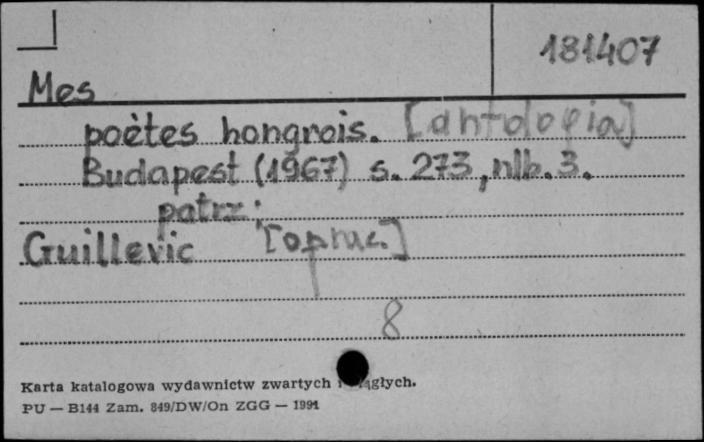 181407
Mes
poètes hongrois. [antologia]
Budapest (1967) s. 273, nlb. 3.
patrz:
Guillevic [oprac.]
8
Karta katalogowa wydawnictw zwartych i ciągłych.
PU — B144 Zam. 849/DW/On ZGG — 1991